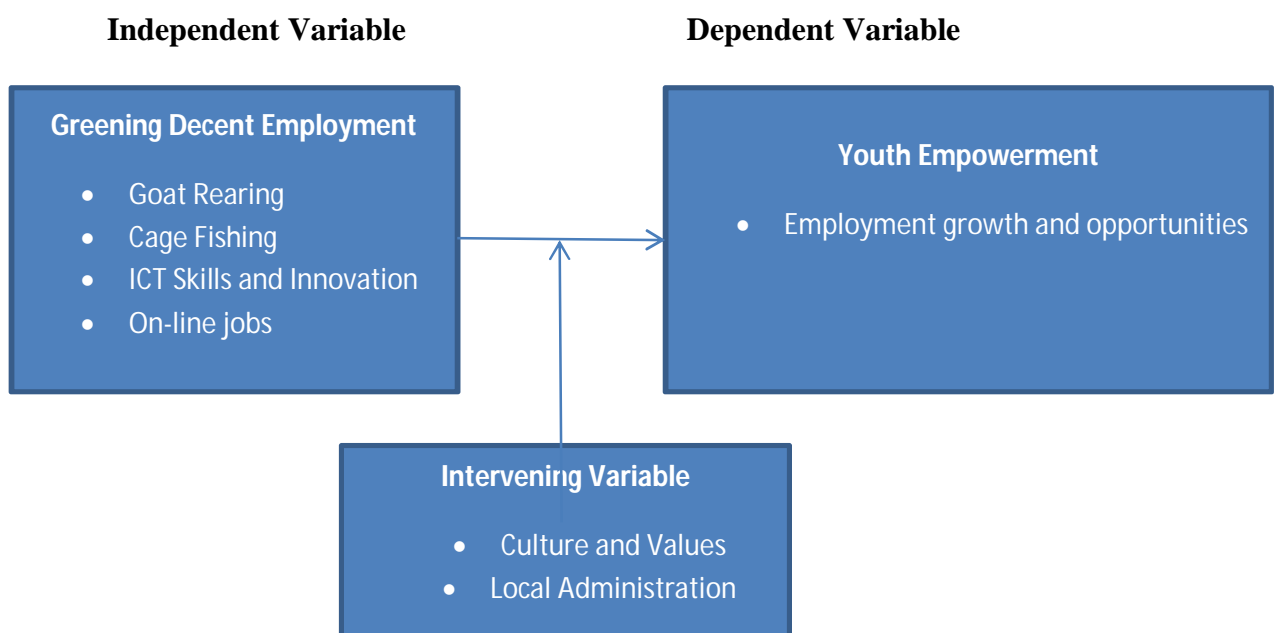 Independent Variable
Dependent Variable
Greening Decent Employment
• Goat Rearing
• Cage Fishing
• ICT Skills and Innovation
• On-line jobs
Youth Empowerment
• Employment growth and opportunities
Intervening Variable
• Culture and Values
• Local Administration